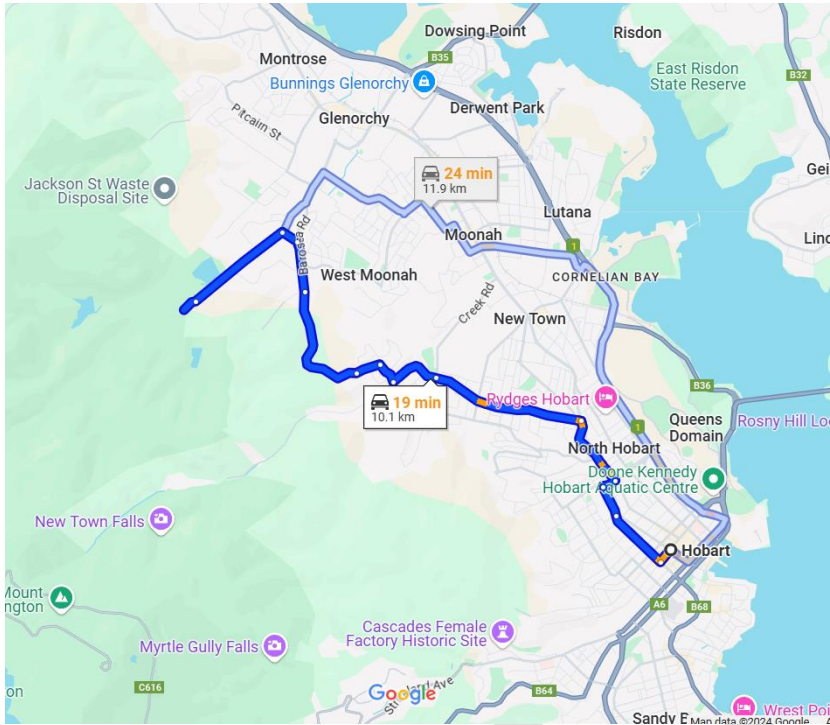 Dowsing Point
Risdon
Montrose
B35
B32
Bunnings Glenorchy
East Risdon
State Reserve
Derwent Park
Pitcairn St
Glenorchy
24 min
11.9 km
Jackson St Waste
Disposal Site
Lutana
Barossa Rd
Moonah
1
West Moonah
CORNELIAN BAY
Creek Rd
New Town
19 min
10.1 km
Rydges Hobart
B36
1
Queens
Domain
Rosny Hill
North Hobart
Doone Kennedy
Hobart Aquatic Centre
New Town Falls
Hobart
Mount
A6
B68
Cascades Female
Factory Historic Site
Myrtle Gully Falls
C616
Google
B64
Sandy B
Map data ©2024 Google